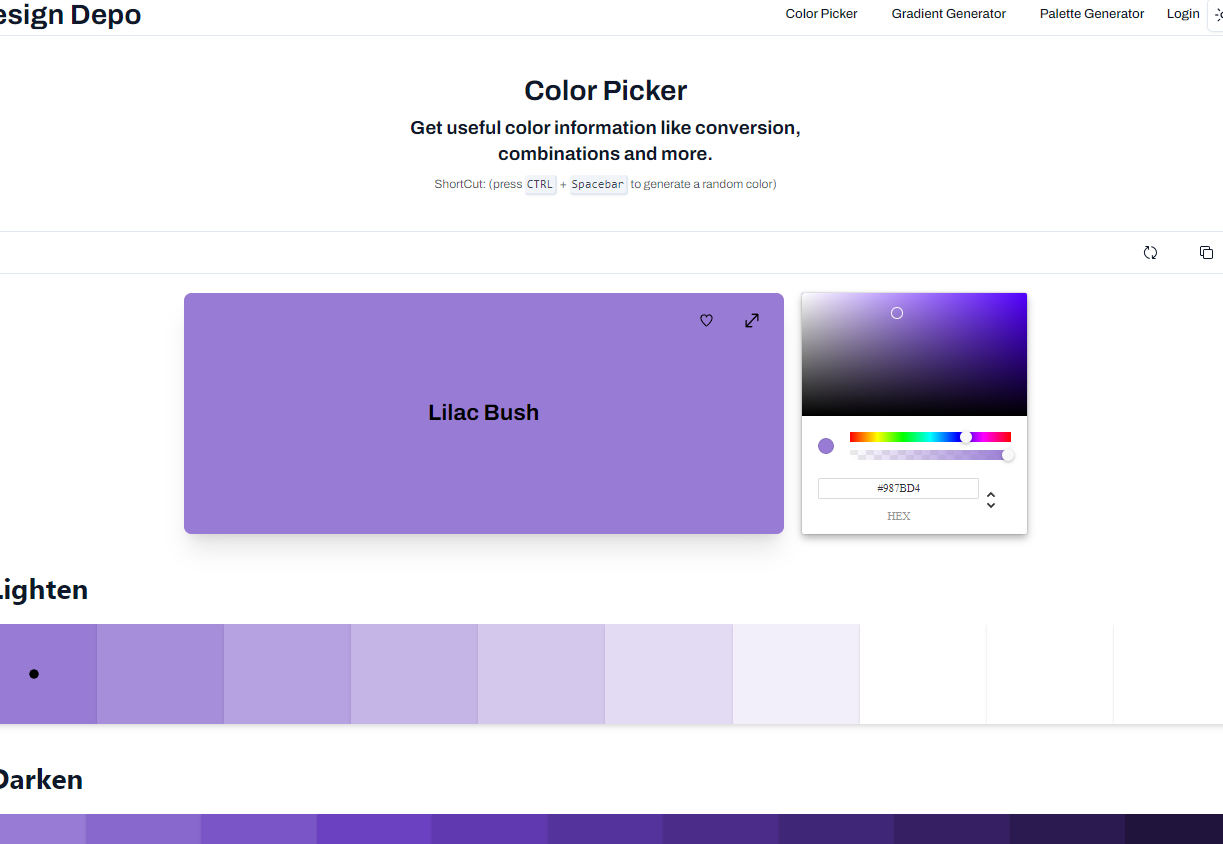 esign Depo
Color Picker
Gradient Generator
Palette Generator
Login
Color Picker
Get useful color information like conversion,
combinations and more.
ShortCut: (press CTRL + Spacebar to generate a random color)
Lilac Bush
#987BD4
HEX
Lighten
Darken